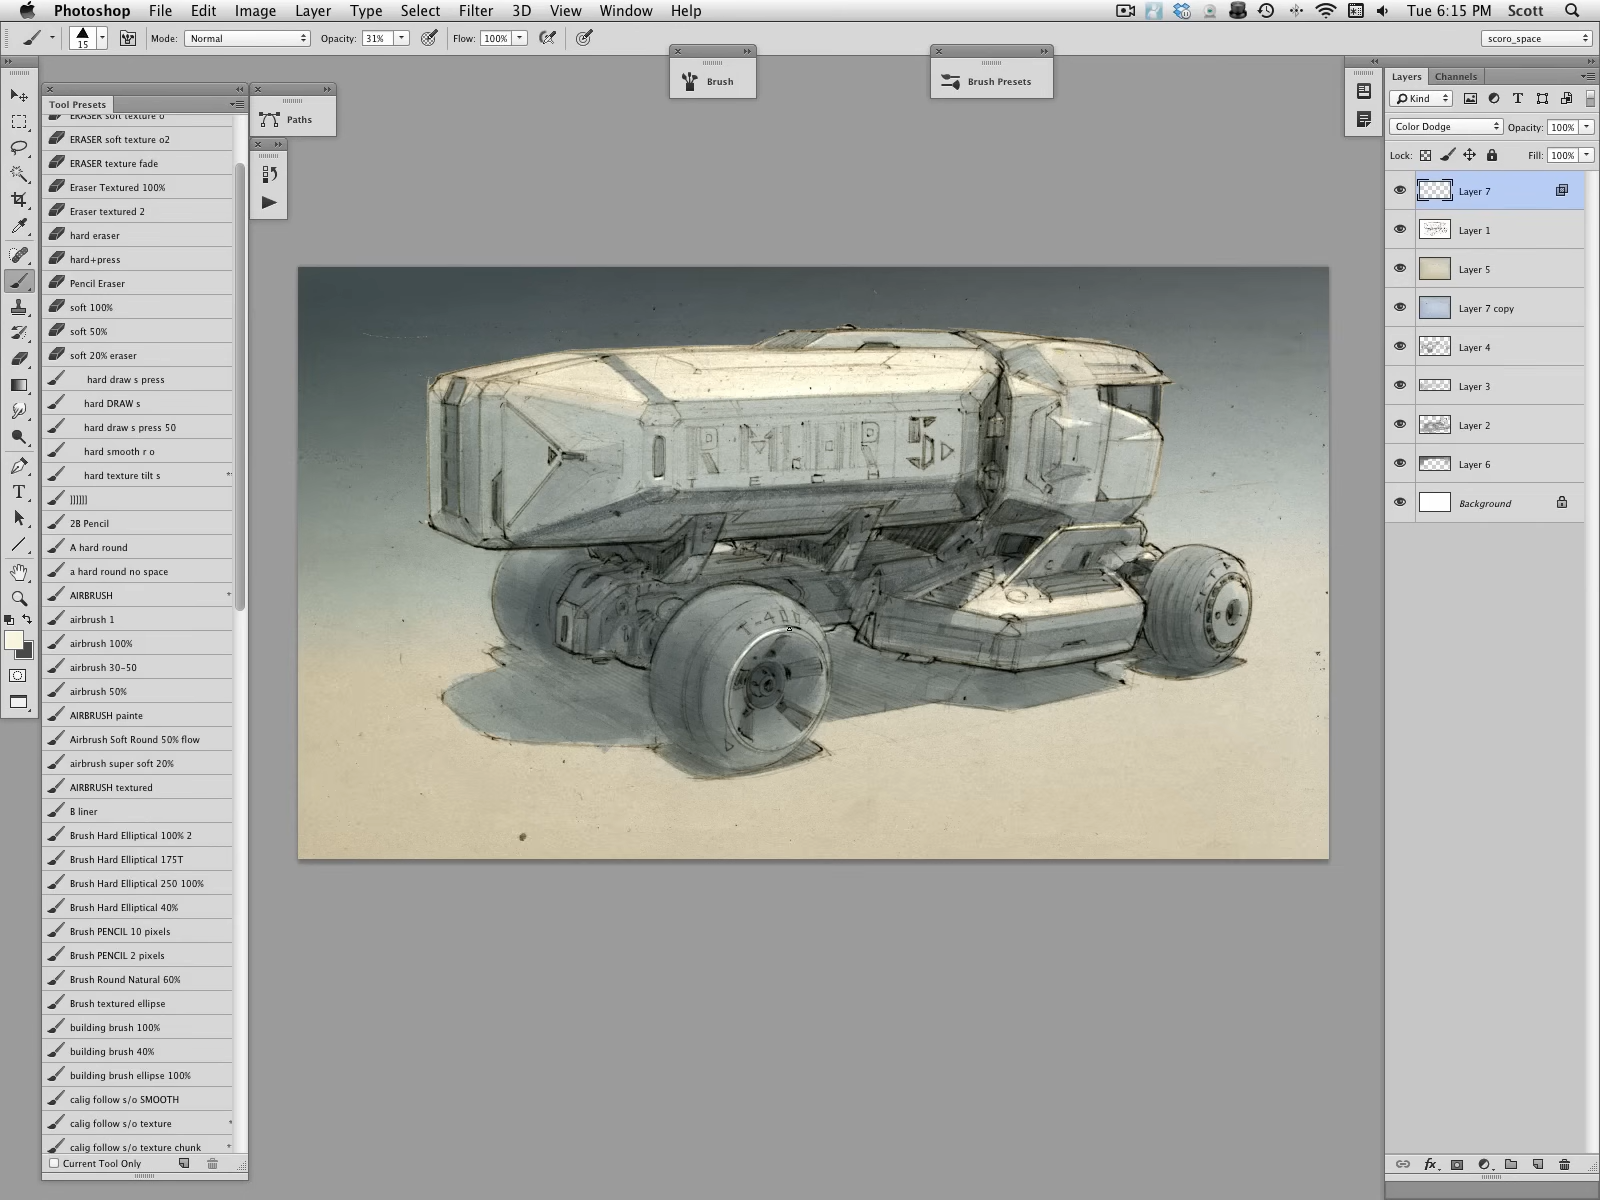 Photoshop File Edit Image Layer Type Select Filter 3D View Window Help Tue 6:15 PM Scott
15 Mode: Normal Opacity: 31% Flow: 100% scoro_space
Brush
Brush Presets
Tool Presets
Paths
ERASER soft texture o
ERASER soft texture o2
ERASER texture fade
Eraser Textured 100%
Eraser textured 2
hard eraser
hard+press
Pencil Eraser
soft 100%
soft 50%
soft 20% eraser
hard draw s press
hard DRAW s
hard draw s press 50
hard smooth r o
hard texture tilt s
]]]]]]
2B Pencil
A hard round
a hard round no space
AIRBRUSH
airbrush 1
airbrush 100%
airbrush 30-50
airbrush 50%
AIRBRUSH painte
Airbrush Soft Round 50% flow
airbrush super soft 20%
AIRBRUSH textured
B liner
Brush Hard Elliptical 100% 2
Brush Hard Elliptical 175T
Brush Hard Elliptical 250 100%
Brush Hard Elliptical 40%
Brush PENCIL 10 pixels
Brush PENCIL 2 pixels
Brush Round Natural 60%
Brush textured ellipse
building brush 100%
building brush 40%
building brush ellipse 100%
calig follow s/o SMOOTH
calig follow s/o texture
calig follow s/o texture chunk
Current Tool Only
TECH
Layers Channels
Kind
Color Dodge Opacity: 100%
Lock: Fill: 100%
Layer 7
Layer 1
Layer 5
Layer 7 copy
Layer 4
Layer 3
Layer 2
Layer 6
Background
fx